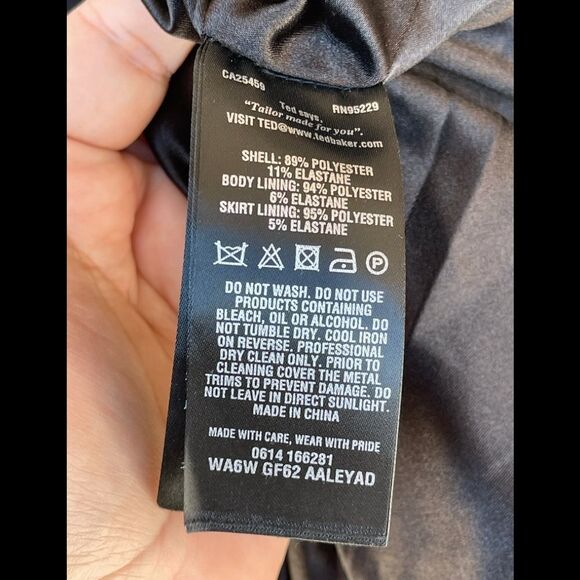 CA25459
RN95229
Ted says,
"Tailor made for you".
VISIT TED@www.tedbaker.com
SHELL: 89% POLYESTER
11% ELASTANE
BODY LINING: 94% POLYESTER
6% ELASTANE
SKIRT LINING: 95% POLYESTER
5% ELASTANE
P
DO NOT WASH. DO NOT USE
PRODUCTS CONTAINING
BLEACH, OIL OR ALCOHOL. DO
NOT TUMBLE DRY. COOL IRON
ON REVERSE. PROFESSIONAL
DRY CLEAN ONLY. PRIOR TO
CLEANING COVER THE METAL
TRIMS TO PREVENT DAMAGE. DO
NOT LEAVE IN DIRECT SUNLIGHT.
MADE IN CHINA
MADE WITH CARE, WEAR WITH PRIDE
0614 166281
WA6W GF62 AALEYAD